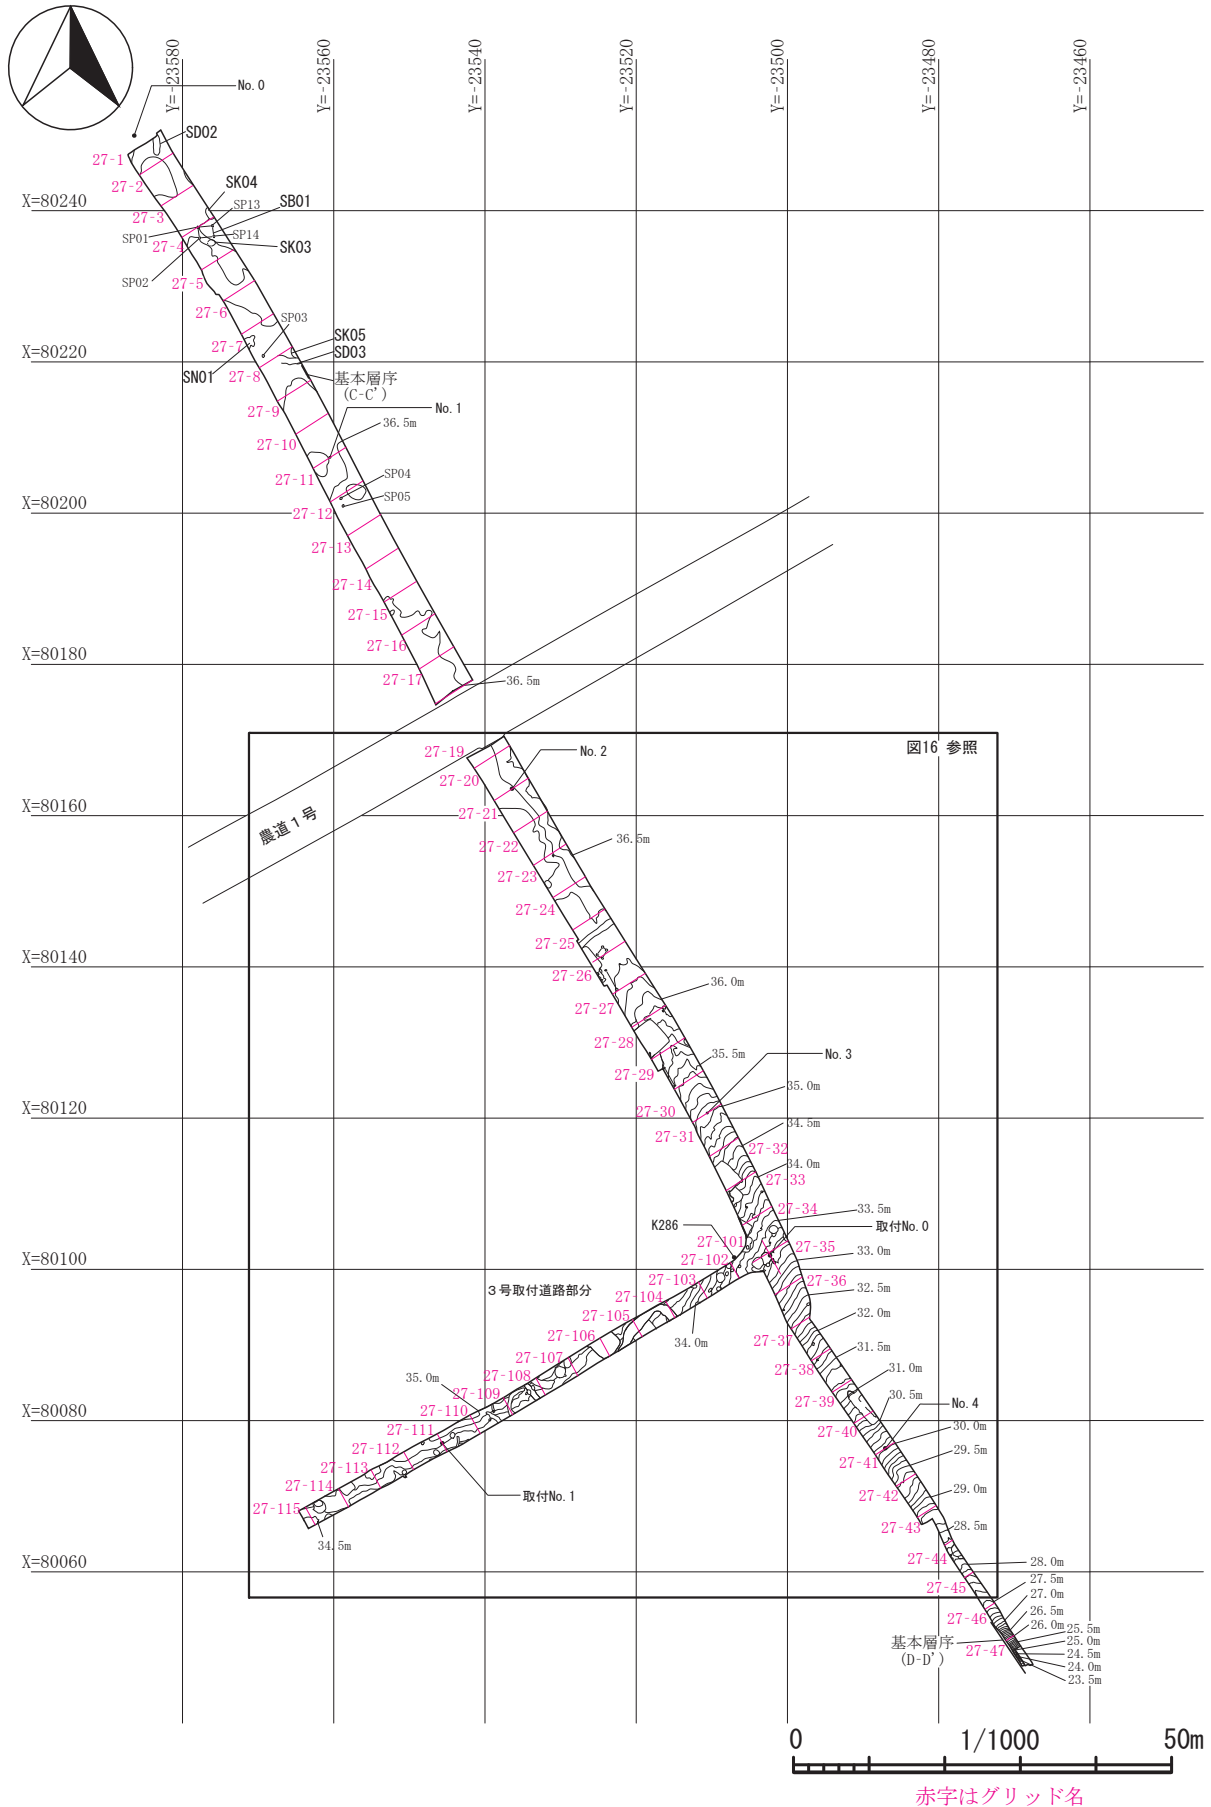 Y=-23580
Y=-23560
Y=-23540
Y=-23520
Y=-23500
Y=-23480
Y=-23460
No.0
SD02
27-1
27-2
SK04
X=80240
27-3
SP13
SB01
SP01
27-4
SP14
SK03
SP02
27-5
27-6
SP03
27-7
SK05
SD03
X=80220
SN01
27-8
基本層序
(C-C')
27-9
No.1
36.5m
27-10
27-11
SP04
SP05
X=80200
27-12
27-13
27-14
27-15
27-16
X=80180
27-17
36.5m
27-19
No.2
図16 参照
27-20
X=80160
27-21
農道1号
27-22
36.5m
27-23
27-24
27-25
X=80140
27-26
36.0m
27-27
27-28
35.5m
No.3
27-29
35.0m
X=80120
27-30
34.5m
27-31
27-32
34.0m
27-33
33.5m
27-34
K286
取付No.0
27-101
27-35
33.0m
X=80100
27-102
27-103
27-36
32.5m
3号取付道路部分
27-104
32.0m
27-105
27-37
34.0m
27-106
31.5m
27-107
27-38
31.0m
27-108
35.0m
27-109
27-39
30.5m
No.4
X=80080
27-110
27-40
30.0m
27-111
27-112
27-41
29.5m
27-113
27-114
27-42
29.0m
取付No.1
27-115
27-43
28.5m
34.5m
27-44
X=80060
28.0m
27-45
27.5m
27.0m
27-46
26.5m
26.0m
25.5m
基本層序
(D-D')
27-47
25.0m
24.5m
24.0m
23.5m
0 1/1000 50m
赤字はグリッド名